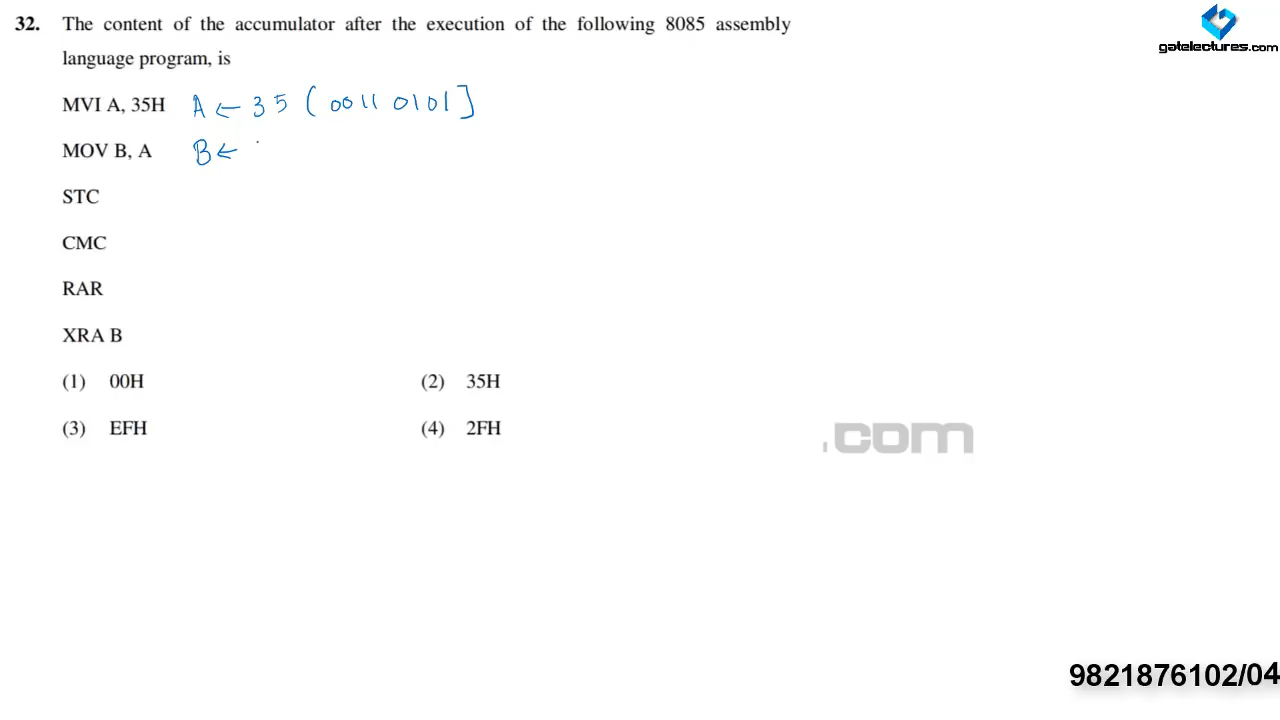 32. The content of the accumulator after the execution of the following 8085 assembly
language program, is
MVI A, 35H A ← 35 ( 0011 0101 ]
MOV B, A B ←
STC
CMC
RAR
XRA B
(1) 00H (2) 35H
(3) EFH (4) 2FH
gatelectures.com
.com
9821876102/04